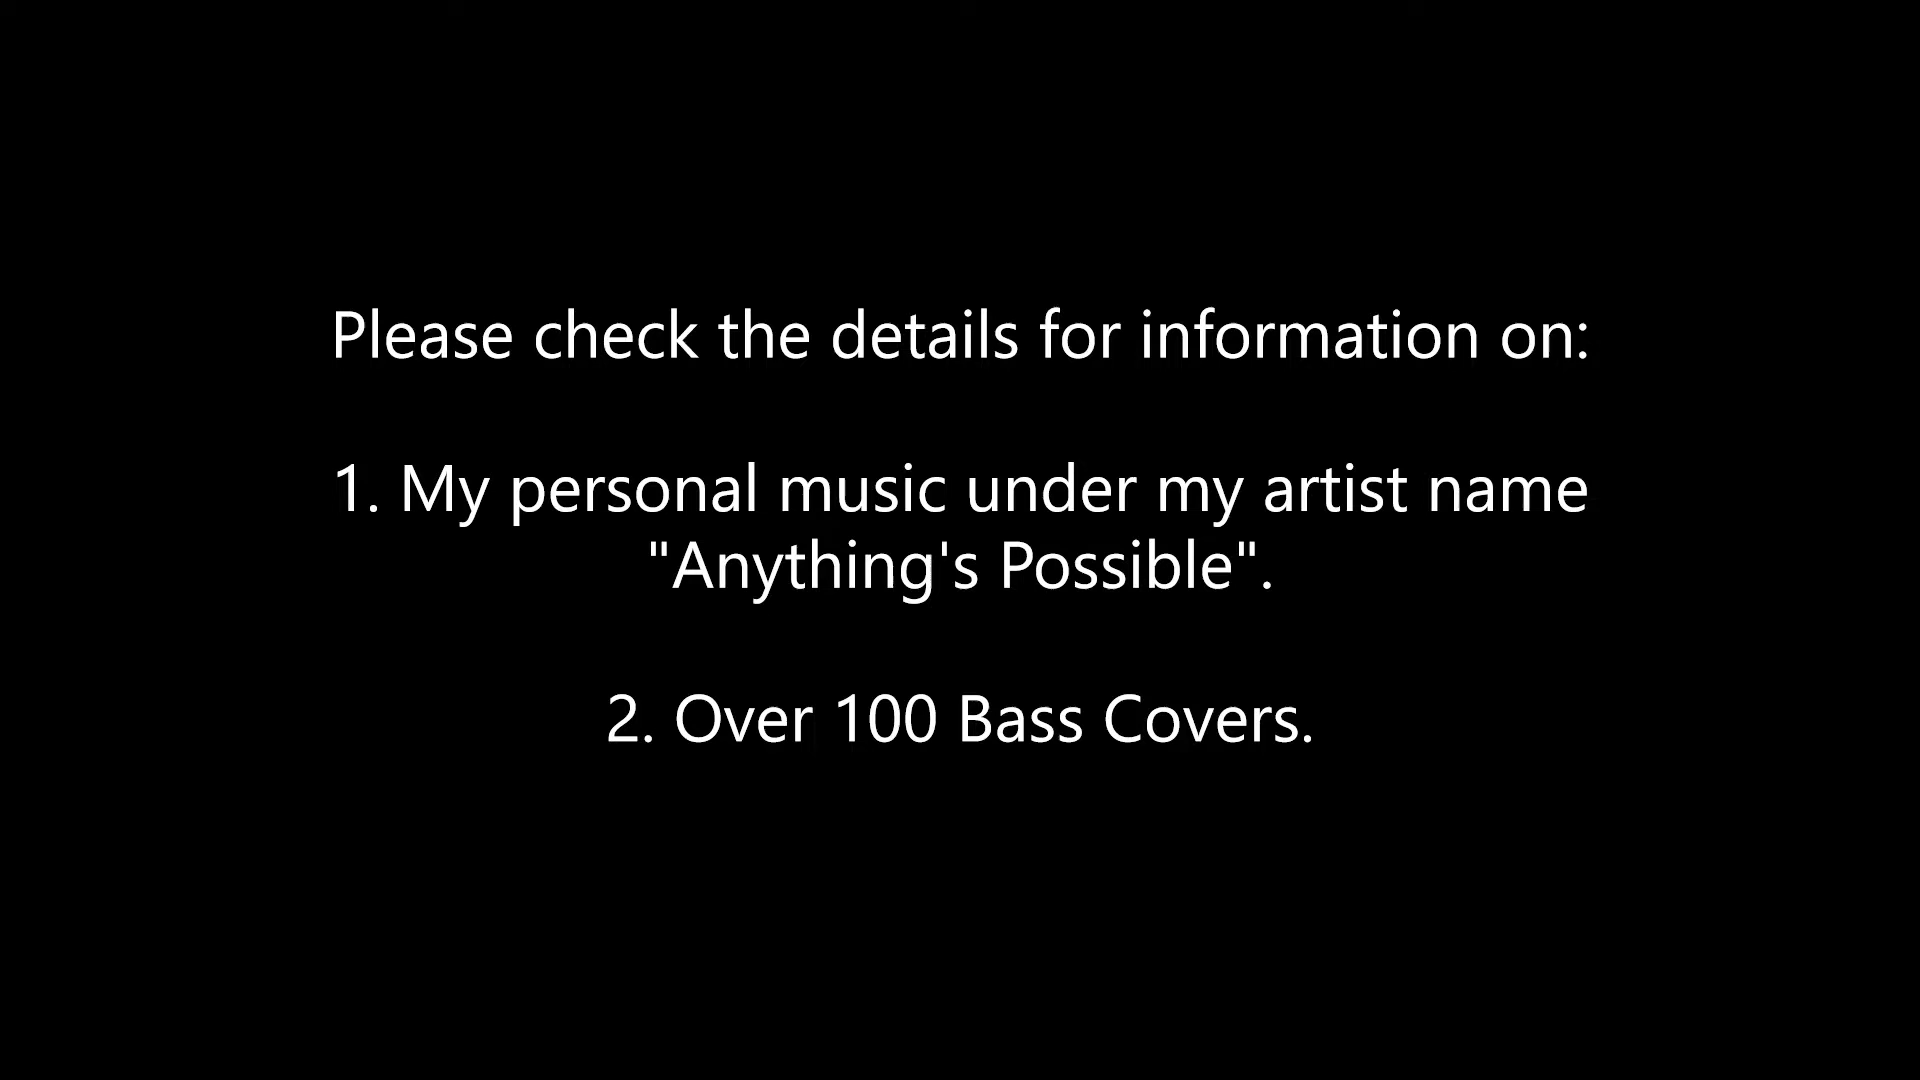 Please check the details for information on:
1. My personal music under my artist name
"Anything's Possible".
2. Over 100 Bass Covers.